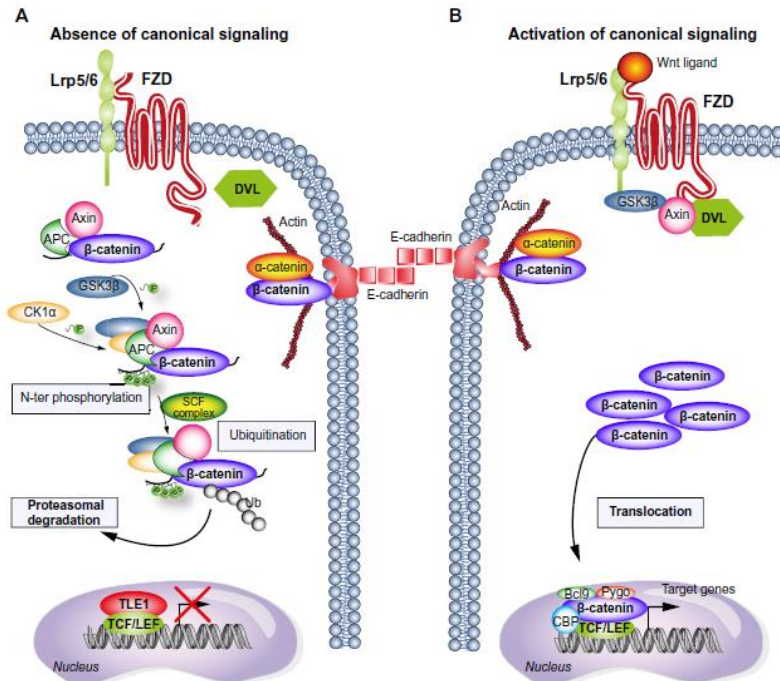 A
Absence of canonical signaling
Lrp5/6
FZD
DVL
Axin
APC
β-catenin
GSK3β
P
CK1α
P
Axin
APC
β-catenin
N-ter phosphorylation
SCF
complex
Ubiquitination
β-catenin
Ub
Proteasomal
degradation
TLE1
TCF/LEF
Nucleus
Actin
α-catenin
β-catenin
E-cadherin
B
Activation of canonical signaling
Wnt ligand
Lrp5/6
FZD
GSK3β
Axin
DVL
Actin
E-cadherin
α-catenin
β-catenin
β-catenin
β-catenin
β-catenin
β-catenin
Translocation
Bcl9
Pygo
Target genes
β-catenin
CBP
TCF/LEF
Nucleus